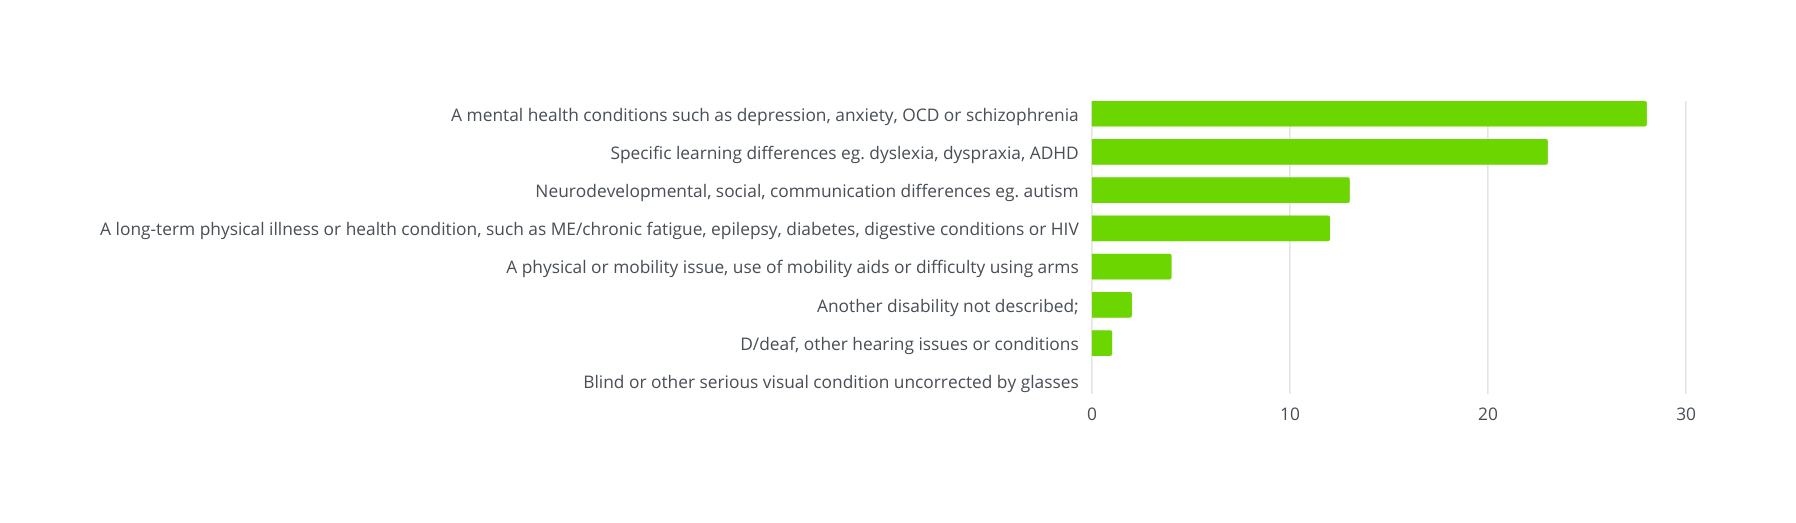 A mental health conditions such as depression, anxiety, OCD or schizophrenia
Specific learning differences eg. dyslexia, dyspraxia, ADHD
Neurodevelopmental, social, communication differences eg. autism
A long-term physical illness or health condition, such as ME/chronic fatigue, epilepsy, diabetes, digestive conditions or HIV
A physical or mobility issue, use of mobility aids or difficulty using arms
Another disability not described;
D/deaf, other hearing issues or conditions
Blind or other serious visual condition uncorrected by glasses
0 10 20 30